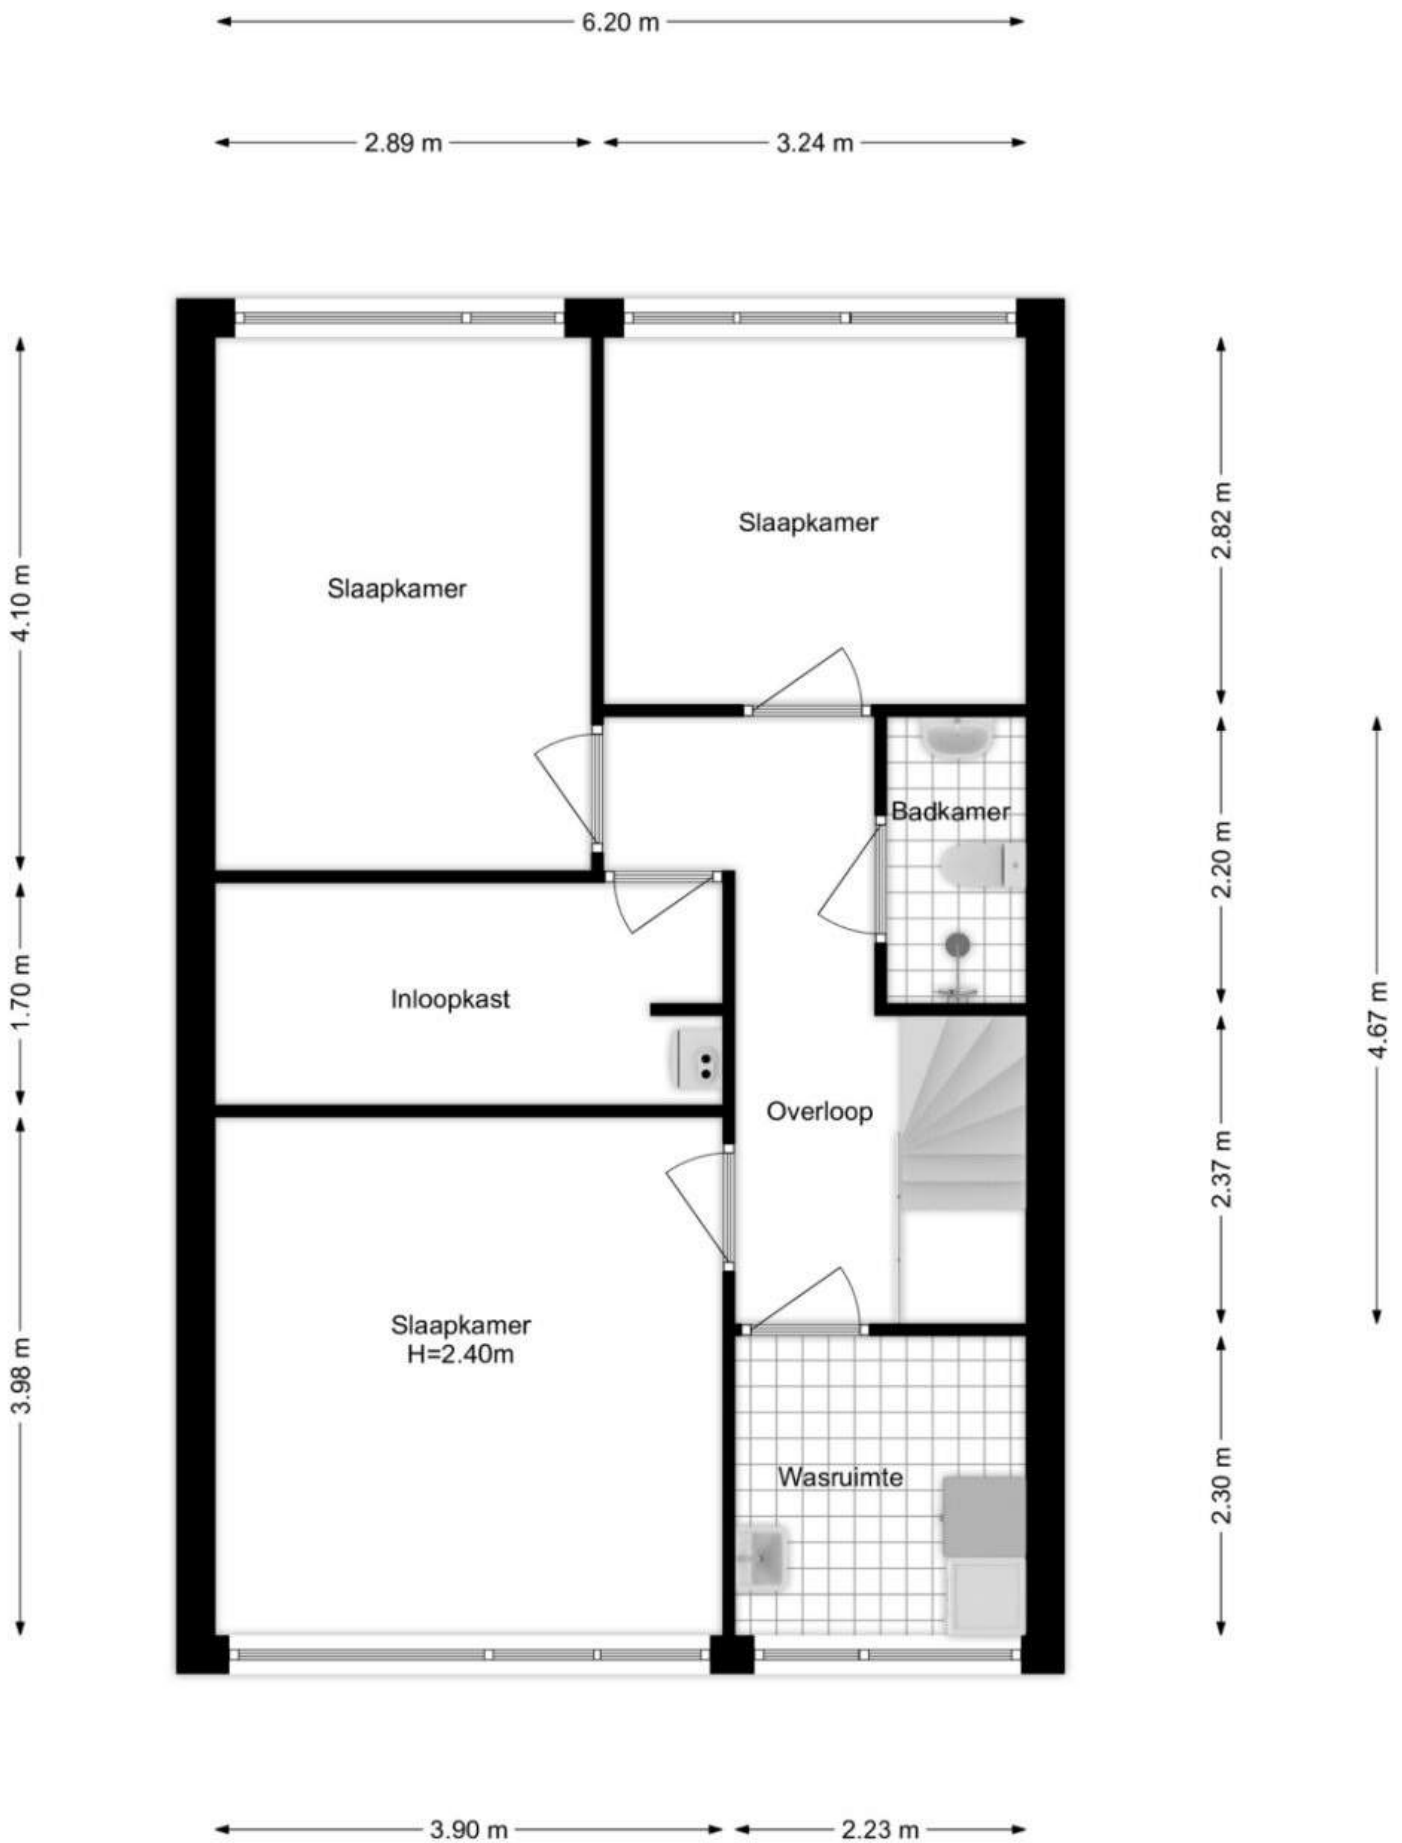 6.20 m
2.89 m
3.24 m
4.10 m
1.70 m
3.98 m
Slaapkamer
Slaapkamer
Badkamer
Inloopkast
Overloop
Slaapkamer
H=2.40m
Wasruimte
2.82 m
2.20 m
2.37 m
2.30 m
4.67 m
3.90 m
2.23 m